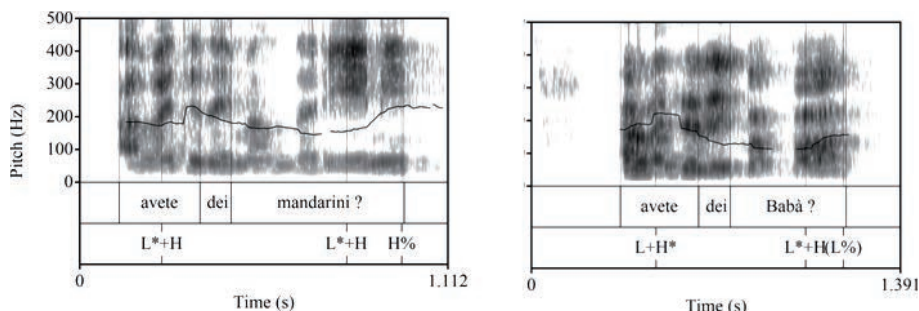 500
400
300
200
100
0
Pitch (Hz)
avete dei mandarini ?
L*+H L*+H H%
0 1.112
Time (s)
avete dei Babà ?
L+H* L*+H(L%)
0 1.391
Time (s)